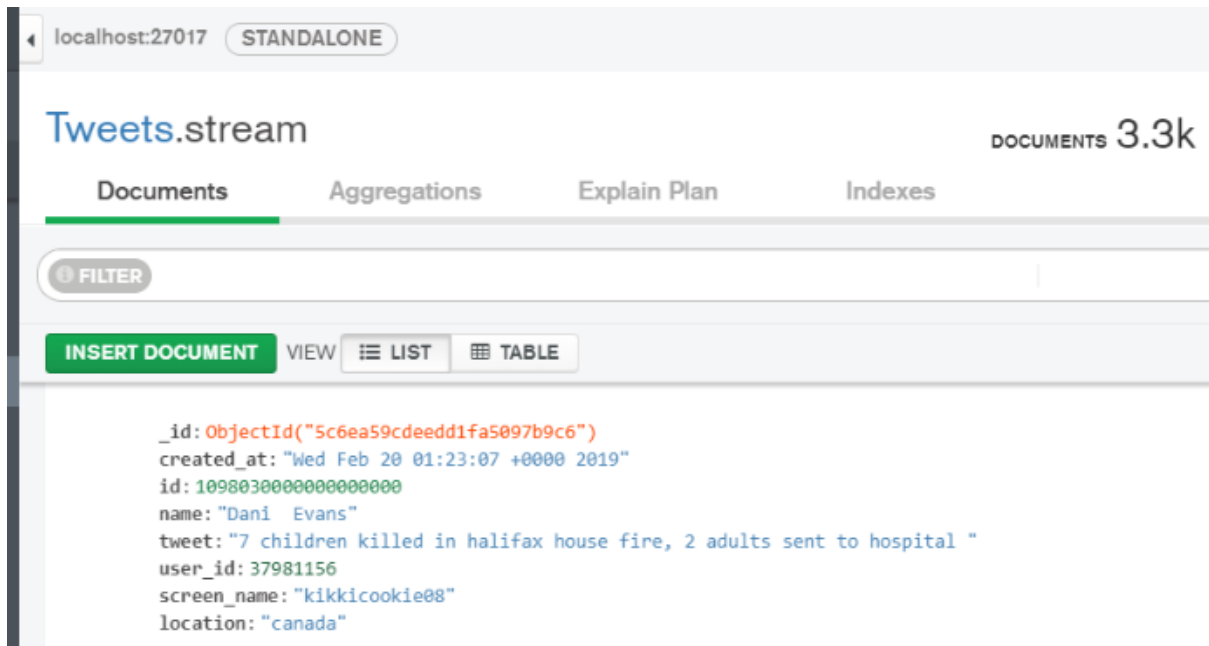 localhost:27017 STANDALONE
Tweets.stream
DOCUMENTS 3.3k
Documents Aggregations Explain Plan Indexes
FILTER
INSERT DOCUMENT VIEW LIST TABLE
_id: ObjectId("5c6ea59cdeedd1fa5097b9c6")
created_at: "Wed Feb 20 01:23:07 +0000 2019"
id: 1098030000000000000
name: "Dani  Evans"
tweet: "7 children killed in halifax house fire, 2 adults sent to hospital "
user_id: 37981156
screen_name: "kikkicookie08"
location: "canada"